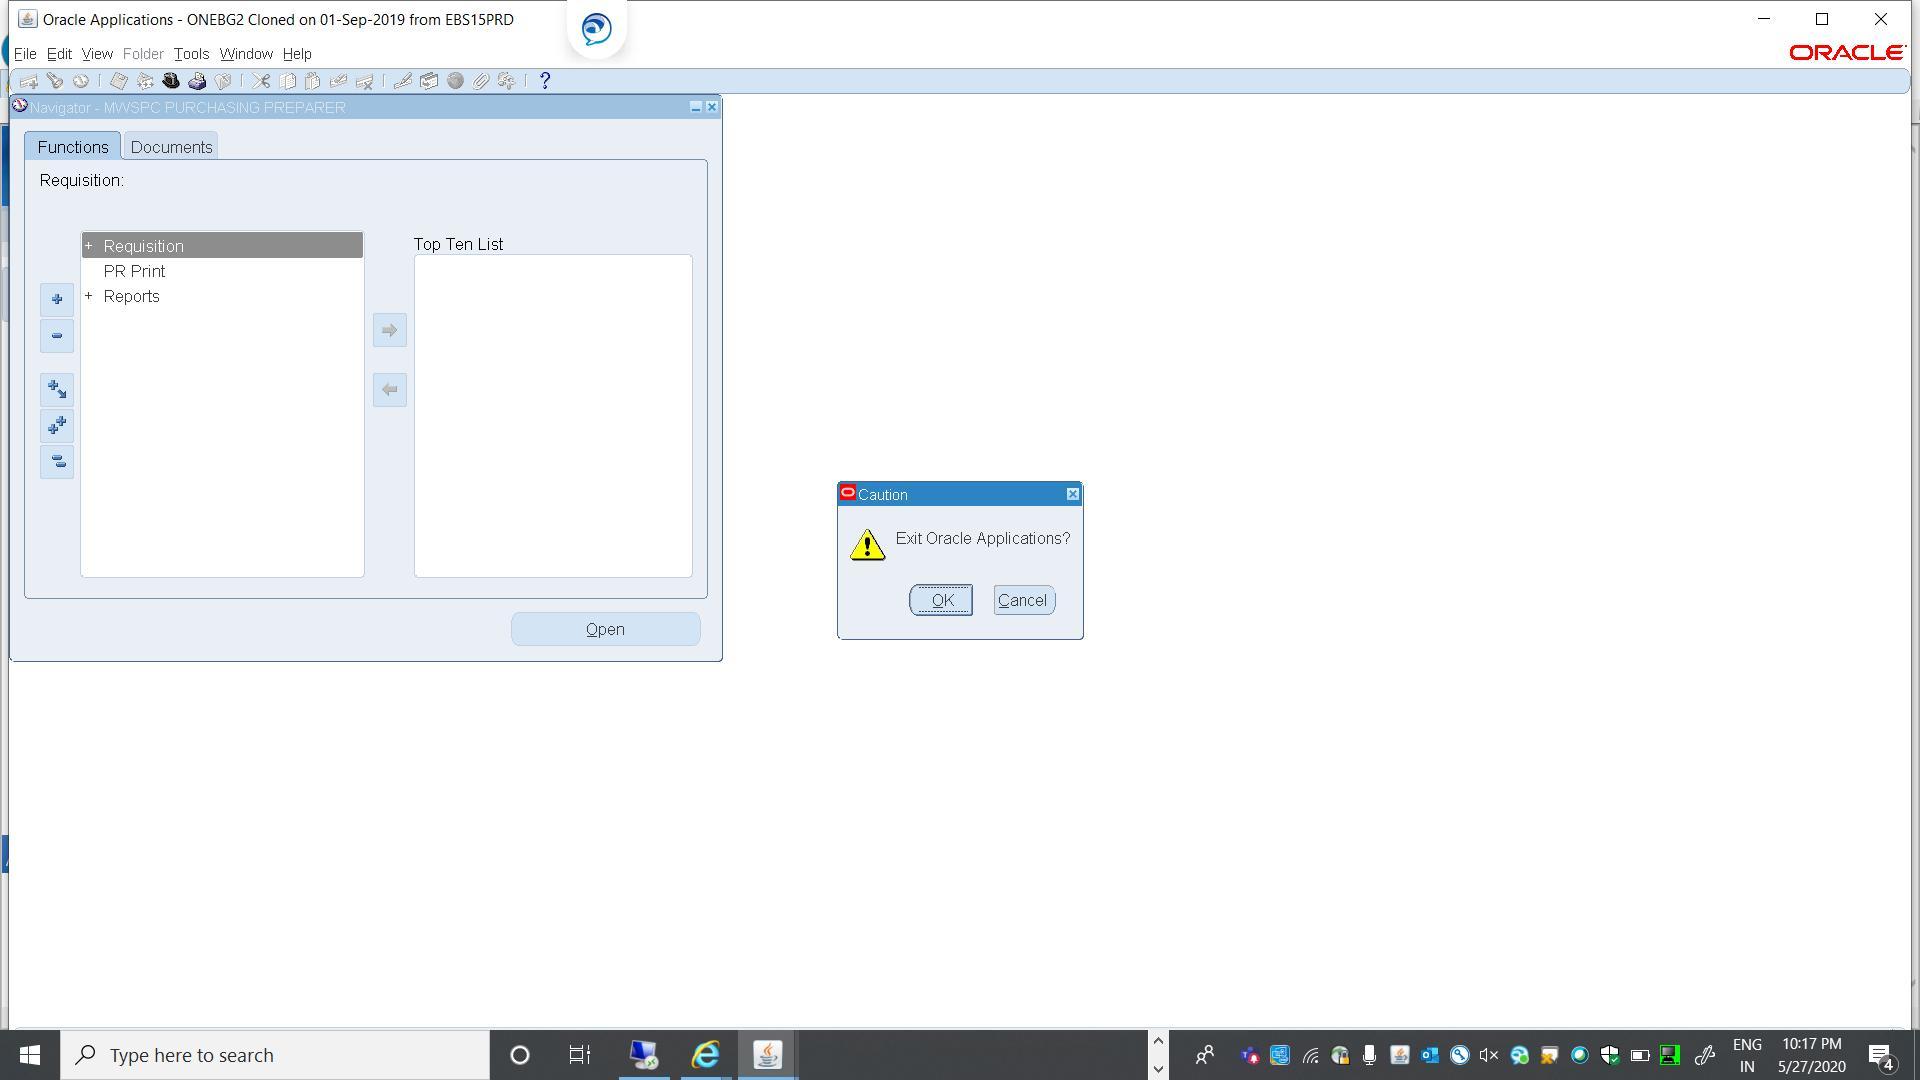 Oracle Applications - ONEBG2 Cloned on 01-Sep-2019 from EBS15PRD
File Edit View Folder Tools Window Help
ORACLE
?
Navigator - MWSPC PURCHASING PREPARER
Functions Documents
Requisition:
+ Requisition
PR Print
+ Reports
Top Ten List
Open
Caution
Exit Oracle Applications?
OK Cancel
Type here to search
ENG
IN
10:17 PM
5/27/2020
4